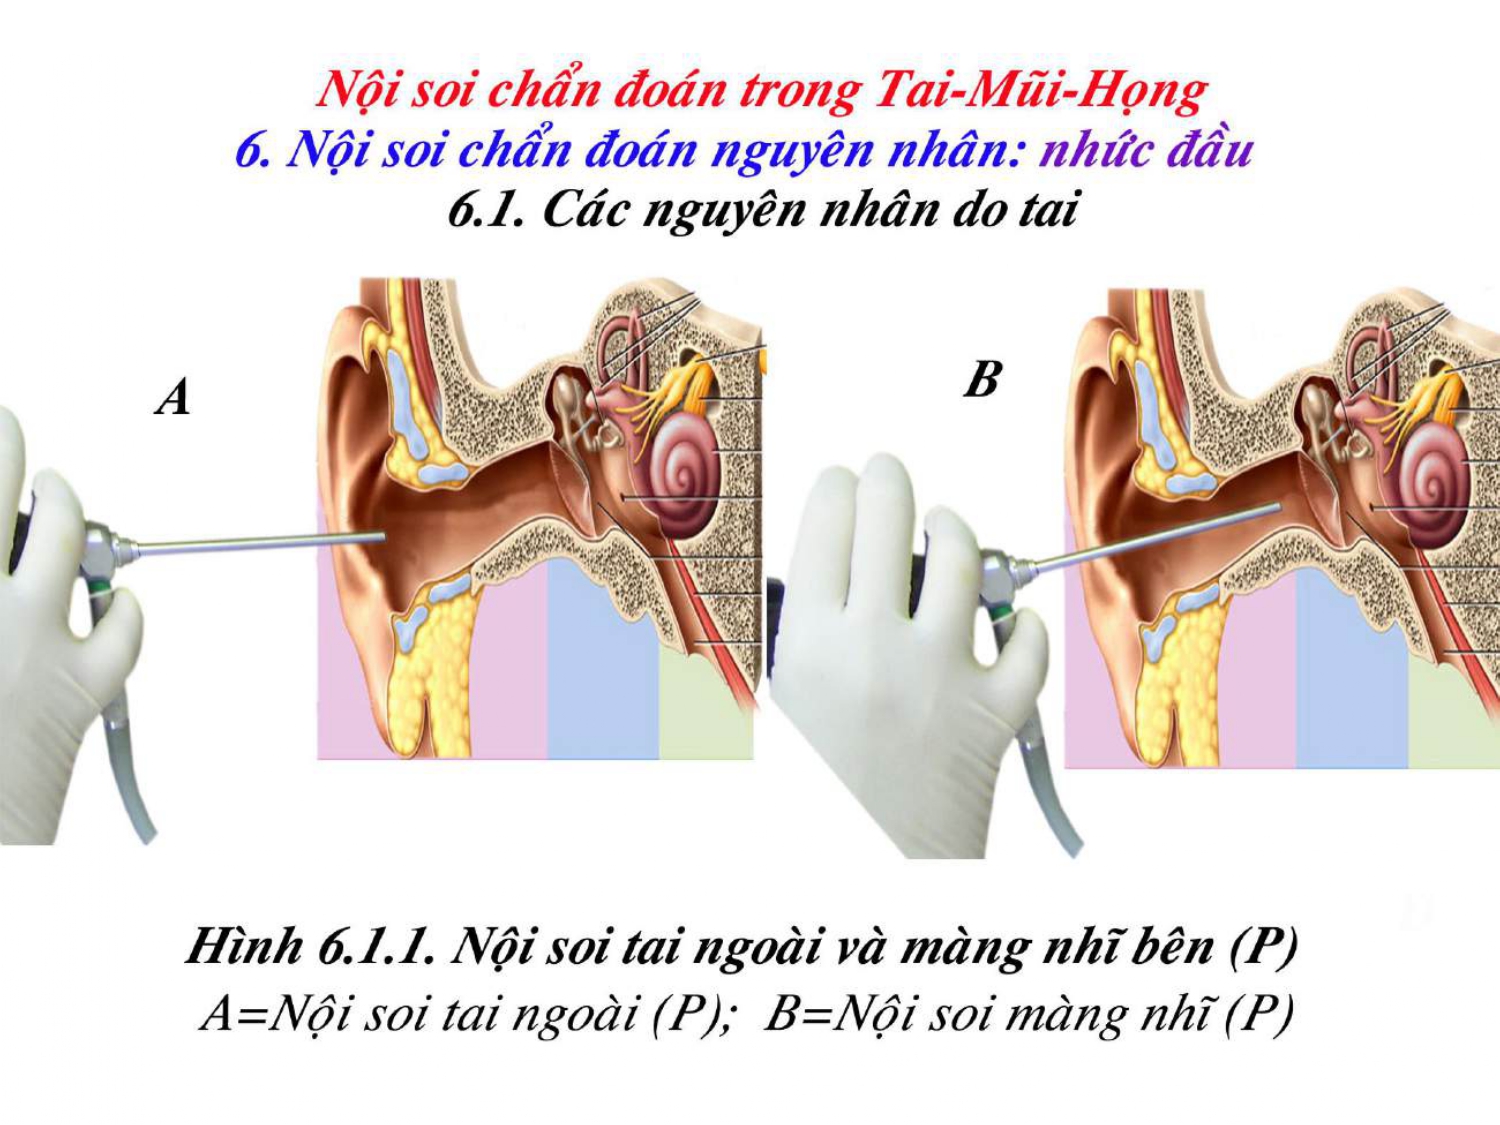 Nội soi chẩn đoán trong Tai-Mũi-Họng
6. Nội soi chẩn đoán nguyên nhân: nhức đầu
6.1. Các nguyên nhân do tai
A
B
Hình 6.1.1. Nội soi tai ngoài và màng nhĩ bên (P)
A=Nội soi tai ngoài (P); B=Nội soi màng nhĩ (P)